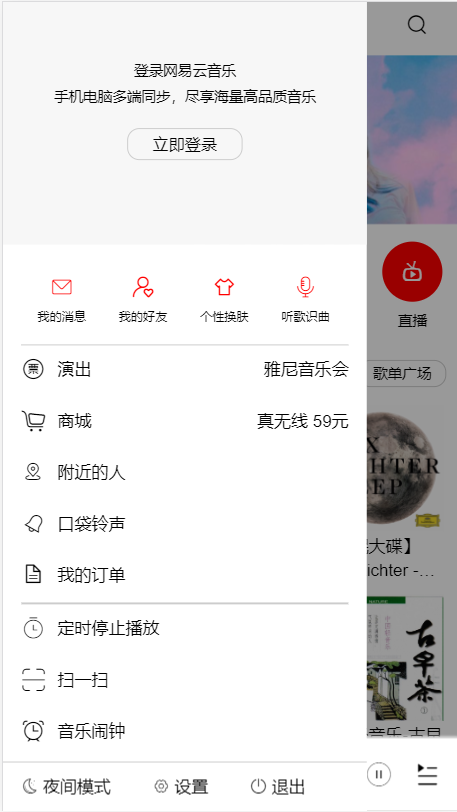 登录网易云音乐
手机电脑多端同步，尽享海量高品质音乐
立即登录
我的消息 我的好友 个性换肤 听歌识曲
直播
票 演出 雅尼音乐会
歌单广场
商城 真无线 59元
附近的人
口袋铃声
大碟】
我的订单
ichter -...
定时停止播放
NATURE
古早茶
扫一扫
音乐闹钟
音乐·古早
夜间模式 设置 退出